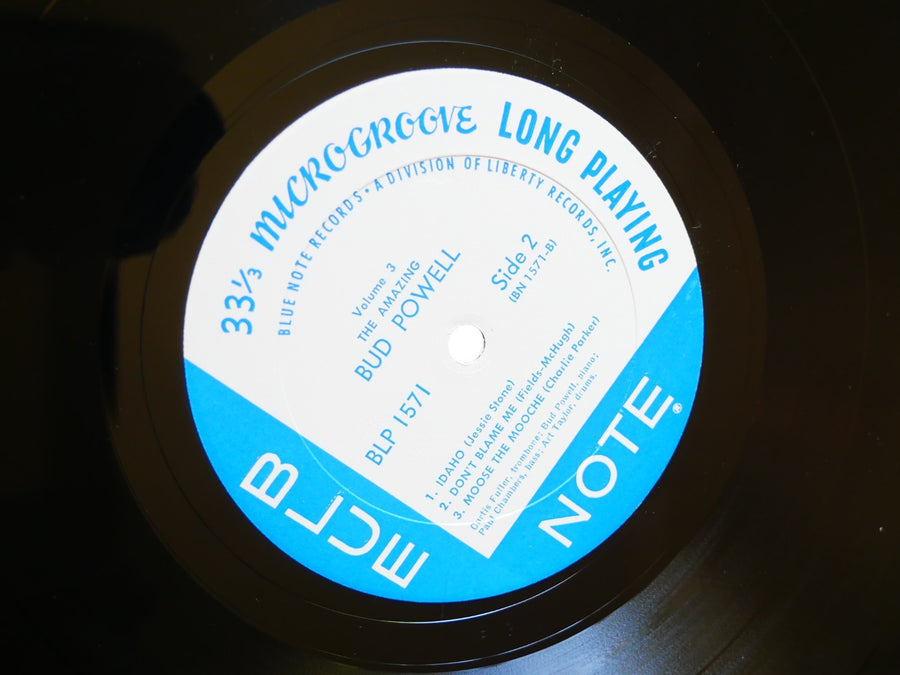 33⅓ MICROGROOVE LONG PLAYING
BLUE NOTE RECORDS • A DIVISION OF LIBERTY RECORDS, INC.
Volume 3
THE AMAZING
BUD POWELL
Side 2
(BN 1571-B)
BLP 1571
1. IDAHO (Jessie Stone)
2. DON'T BLAME ME (Fields-McHugh)
3. MOOSE THE MOOCHE (Charlie Parker)
Curtis Fuller, trombone; Bud Powell, piano;
Paul Chambers, bass; Art Taylor, drums.
BLUE
NOTE®